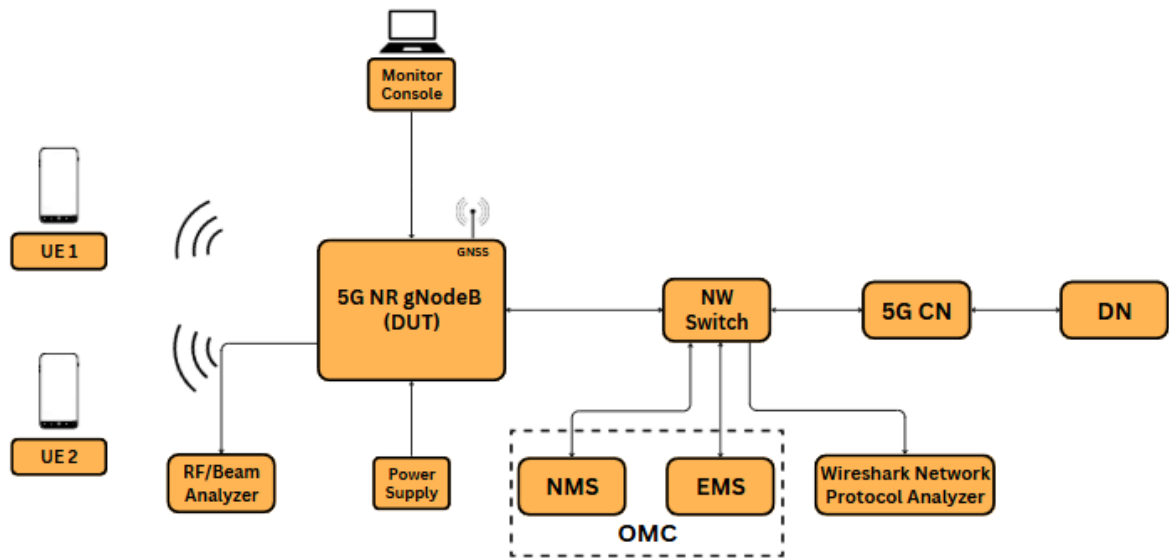 Monitor
Console
UE 1
GNSS
5G NR gNodeB
(DUT)
NW
Switch
5G CN
DN
UE 2
RF/Beam
Analyzer
Power
Supply
NMS
EMS
Wireshark Network
Protocol Analyzer
OMC